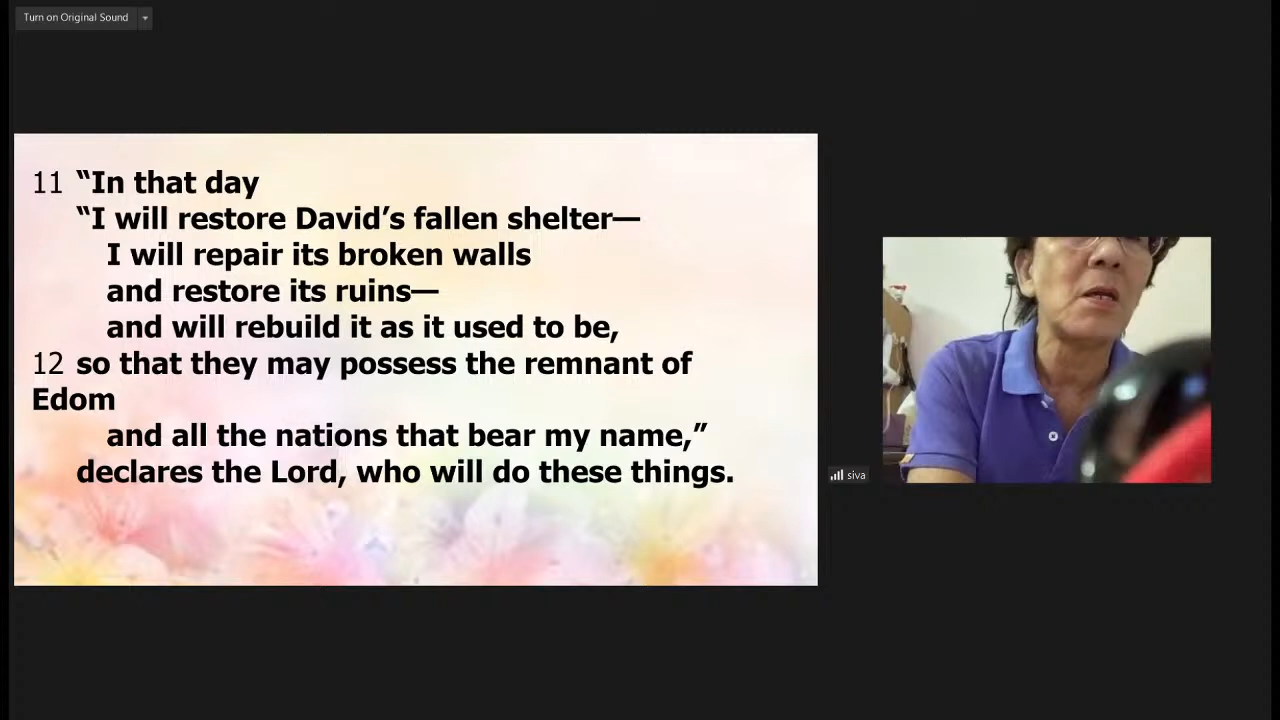 Turn on Original Sound
11 “In that day
“I will restore David’s fallen shelter—
I will repair its broken walls
and restore its ruins—
and will rebuild it as it used to be,
12 so that they may possess the remnant of
Edom
and all the nations that bear my name,”
declares the Lord, who will do these things.
siva